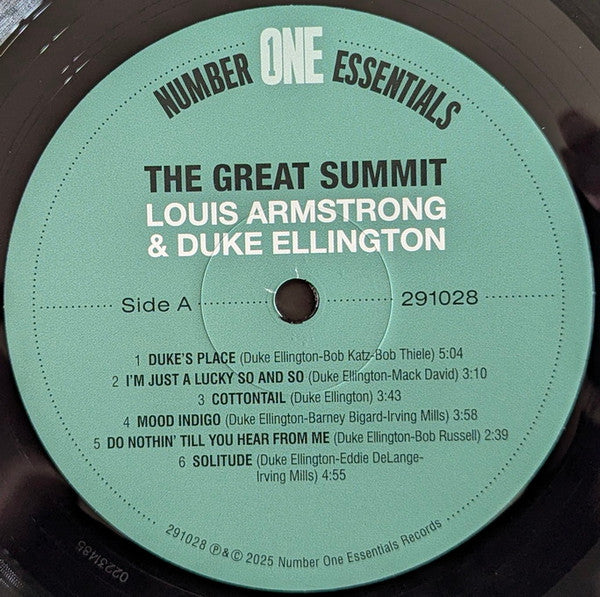 NUMBER ONE ESSENTIALS
THE GREAT SUMMIT
LOUIS ARMSTRONG
& DUKE ELLINGTON
Side A
291028
1 DUKE'S PLACE (Duke Ellington-Bob Katz-Bob Thiele) 5:04
2 I'M JUST A LUCKY SO AND SO (Duke Ellington-Mack David) 3:10
3 COTTONTAIL (Duke Ellington) 3:43
4 MOOD INDIGO (Duke Ellington-Barney Bigard-Irving Mills) 3:58
5 DO NOTHIN' TILL YOU HEAR FROM ME (Duke Ellington-Bob Russell) 2:39
6 SOLITUDE (Duke Ellington-Eddie DeLange-
Irving Mills) 4:55
291028 ℗&© 2025 Number One Essentials Records